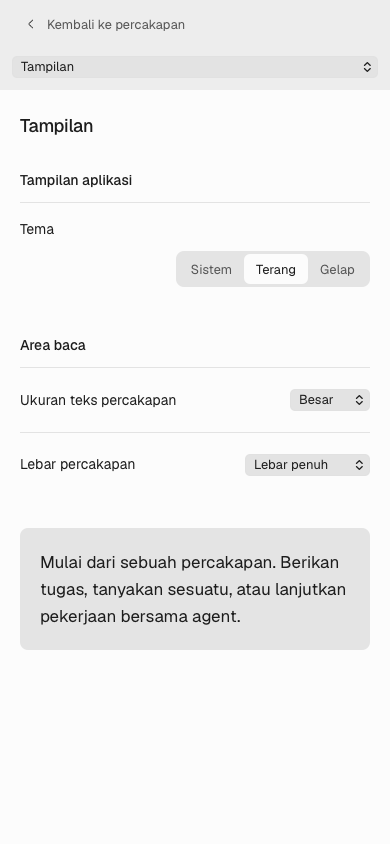 Kembali ke percakapan
Tampilan
Tampilan
Tampilan aplikasi
Tema
Sistem Terang Gelap
Area baca
Ukuran teks percakapan Besar
Lebar percakapan Lebar penuh
Mulai dari sebuah percakapan. Berikan
tugas, tanyakan sesuatu, atau lanjutkan
pekerjaan bersama agent.